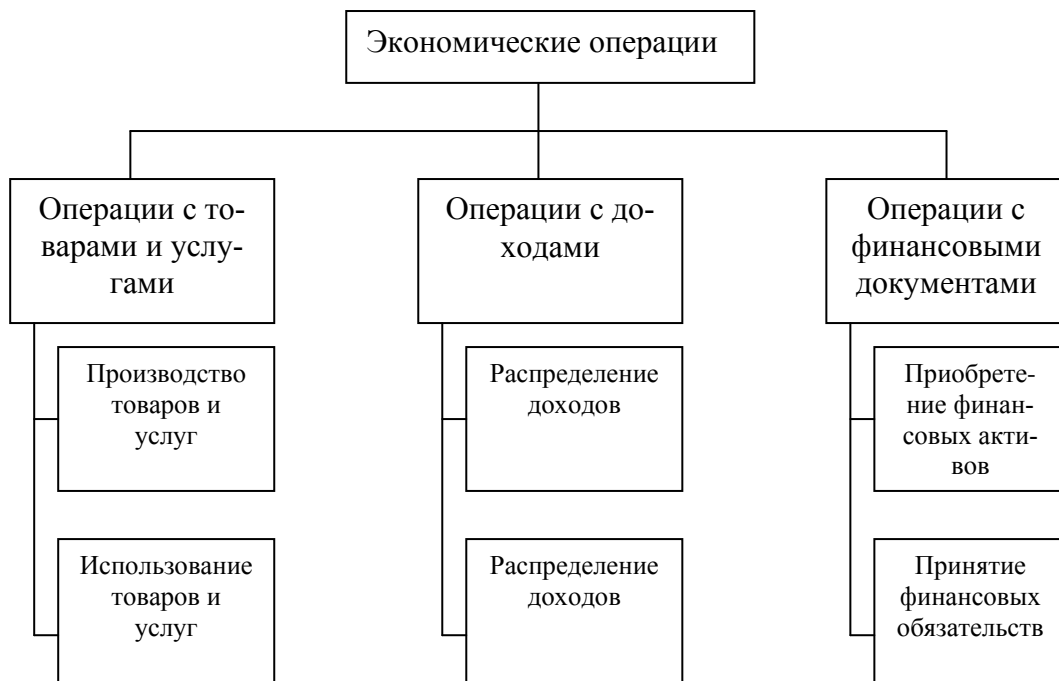 Экономические операции
Операции с то-
варами и услу-
гами
Операции с до-
ходами
Операции с
финансовыми
документами
Производство
товаров и
услуг
Распределение
доходов
Приобрете-
ние финан-
совых акти-
вов
Использование
товаров и
услуг
Распределение
доходов
Принятие
финансовых
обязательств